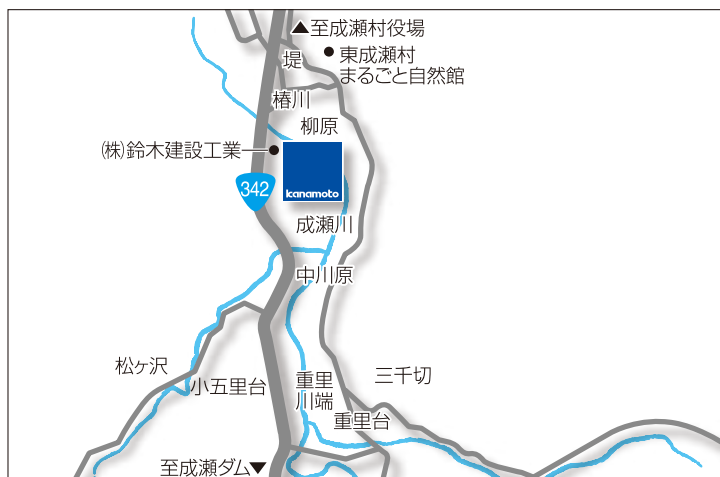 ▲至成瀬村役場
堤
東成瀬村
まるごと自然館
椿川
柳原
㈱鈴木建設工業
kanamoto
342
成瀬川
中川原
松ヶ沢
小五里台
重里
川端
三千切
重里台
至成瀬ダム▼